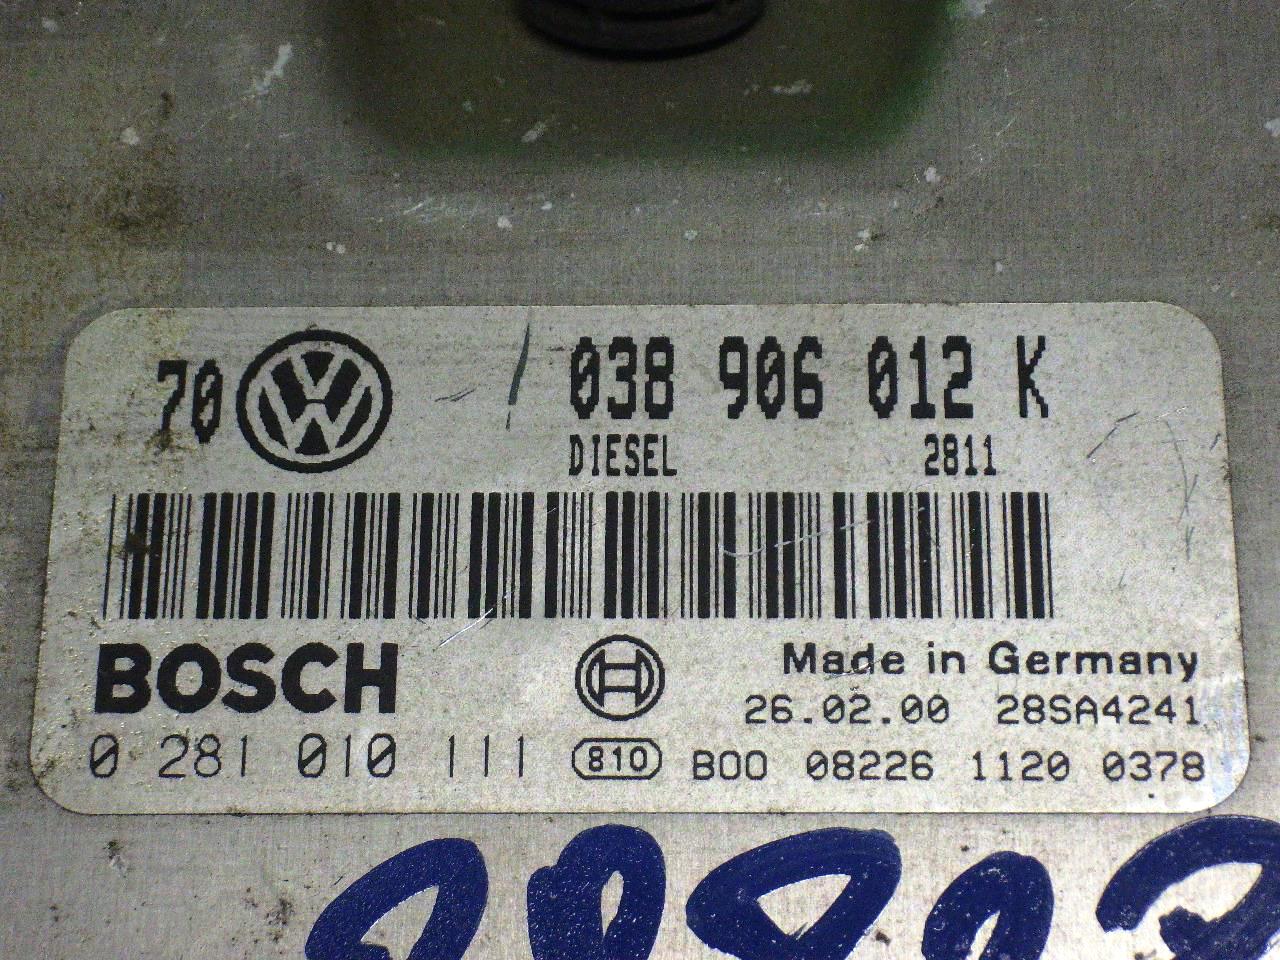 70 VW 038 906 012 K
DIESEL 2811
BOSCH Made in Germany
26.02.00 28SA4241
0 281 010 111 810 B00 08226 1120 0378